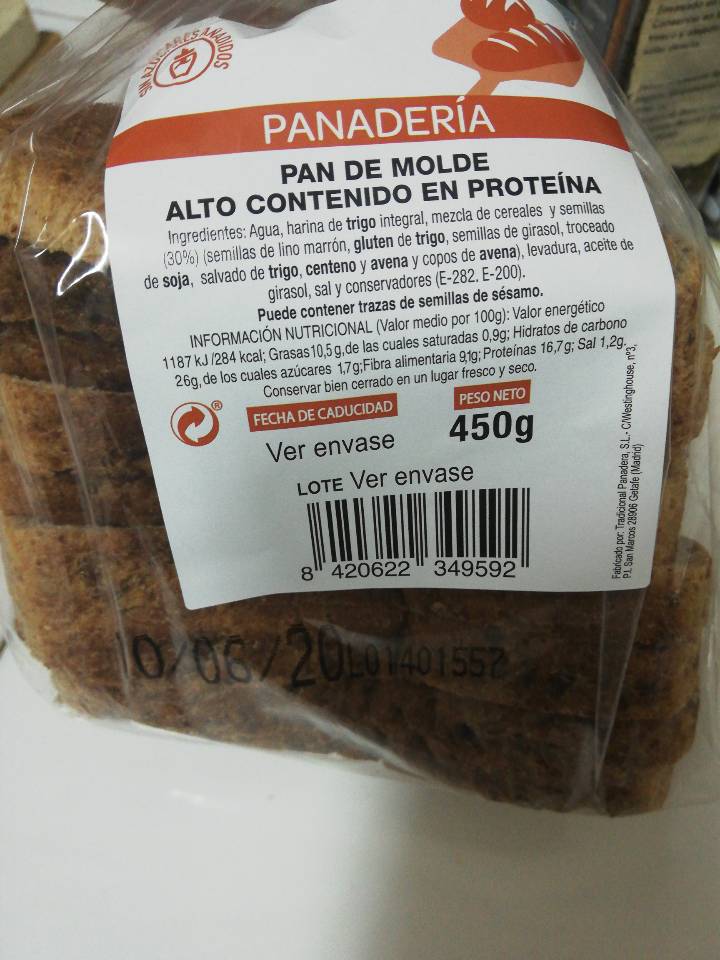 SIN AZÚCARES AÑADIDOS
PANADERÍA
PAN DE MOLDE
ALTO CONTENIDO EN PROTEÍNA
Ingredientes: Agua, harina de trigo integral, mezcla de cereales y semillas
(30%) (semillas de lino marrón, gluten de trigo, semillas de girasol, troceado
de soja, salvado de trigo, centeno y avena y copos de avena), levadura, aceite de
girasol, sal y conservadores (E-282, E-200).
Puede contener trazas de semillas de sésamo.
INFORMACIÓN NUTRICIONAL (Valor medio por 100g): Valor energético
1187 kJ /284 kcal; Grasas 10,5 g, de las cuales saturadas 0,9g; Hidratos de carbono
26g, de los cuales azúcares 1,7g; Fibra alimentaria 9,1g; Proteínas 16,7g; Sal 1,2g.
Conservar bien cerrado en un lugar fresco y seco.
FECHA DE CADUCIDAD
Ver envase
PESO NETO
450g
LOTE Ver envase
8 420622 349592
Fabricado por: Tradicional Panadera, S.L.- C/Westinghouse, nº3,
P.I. San Marcos 28906 Getafe (Madrid)
10/06/20 L01401557